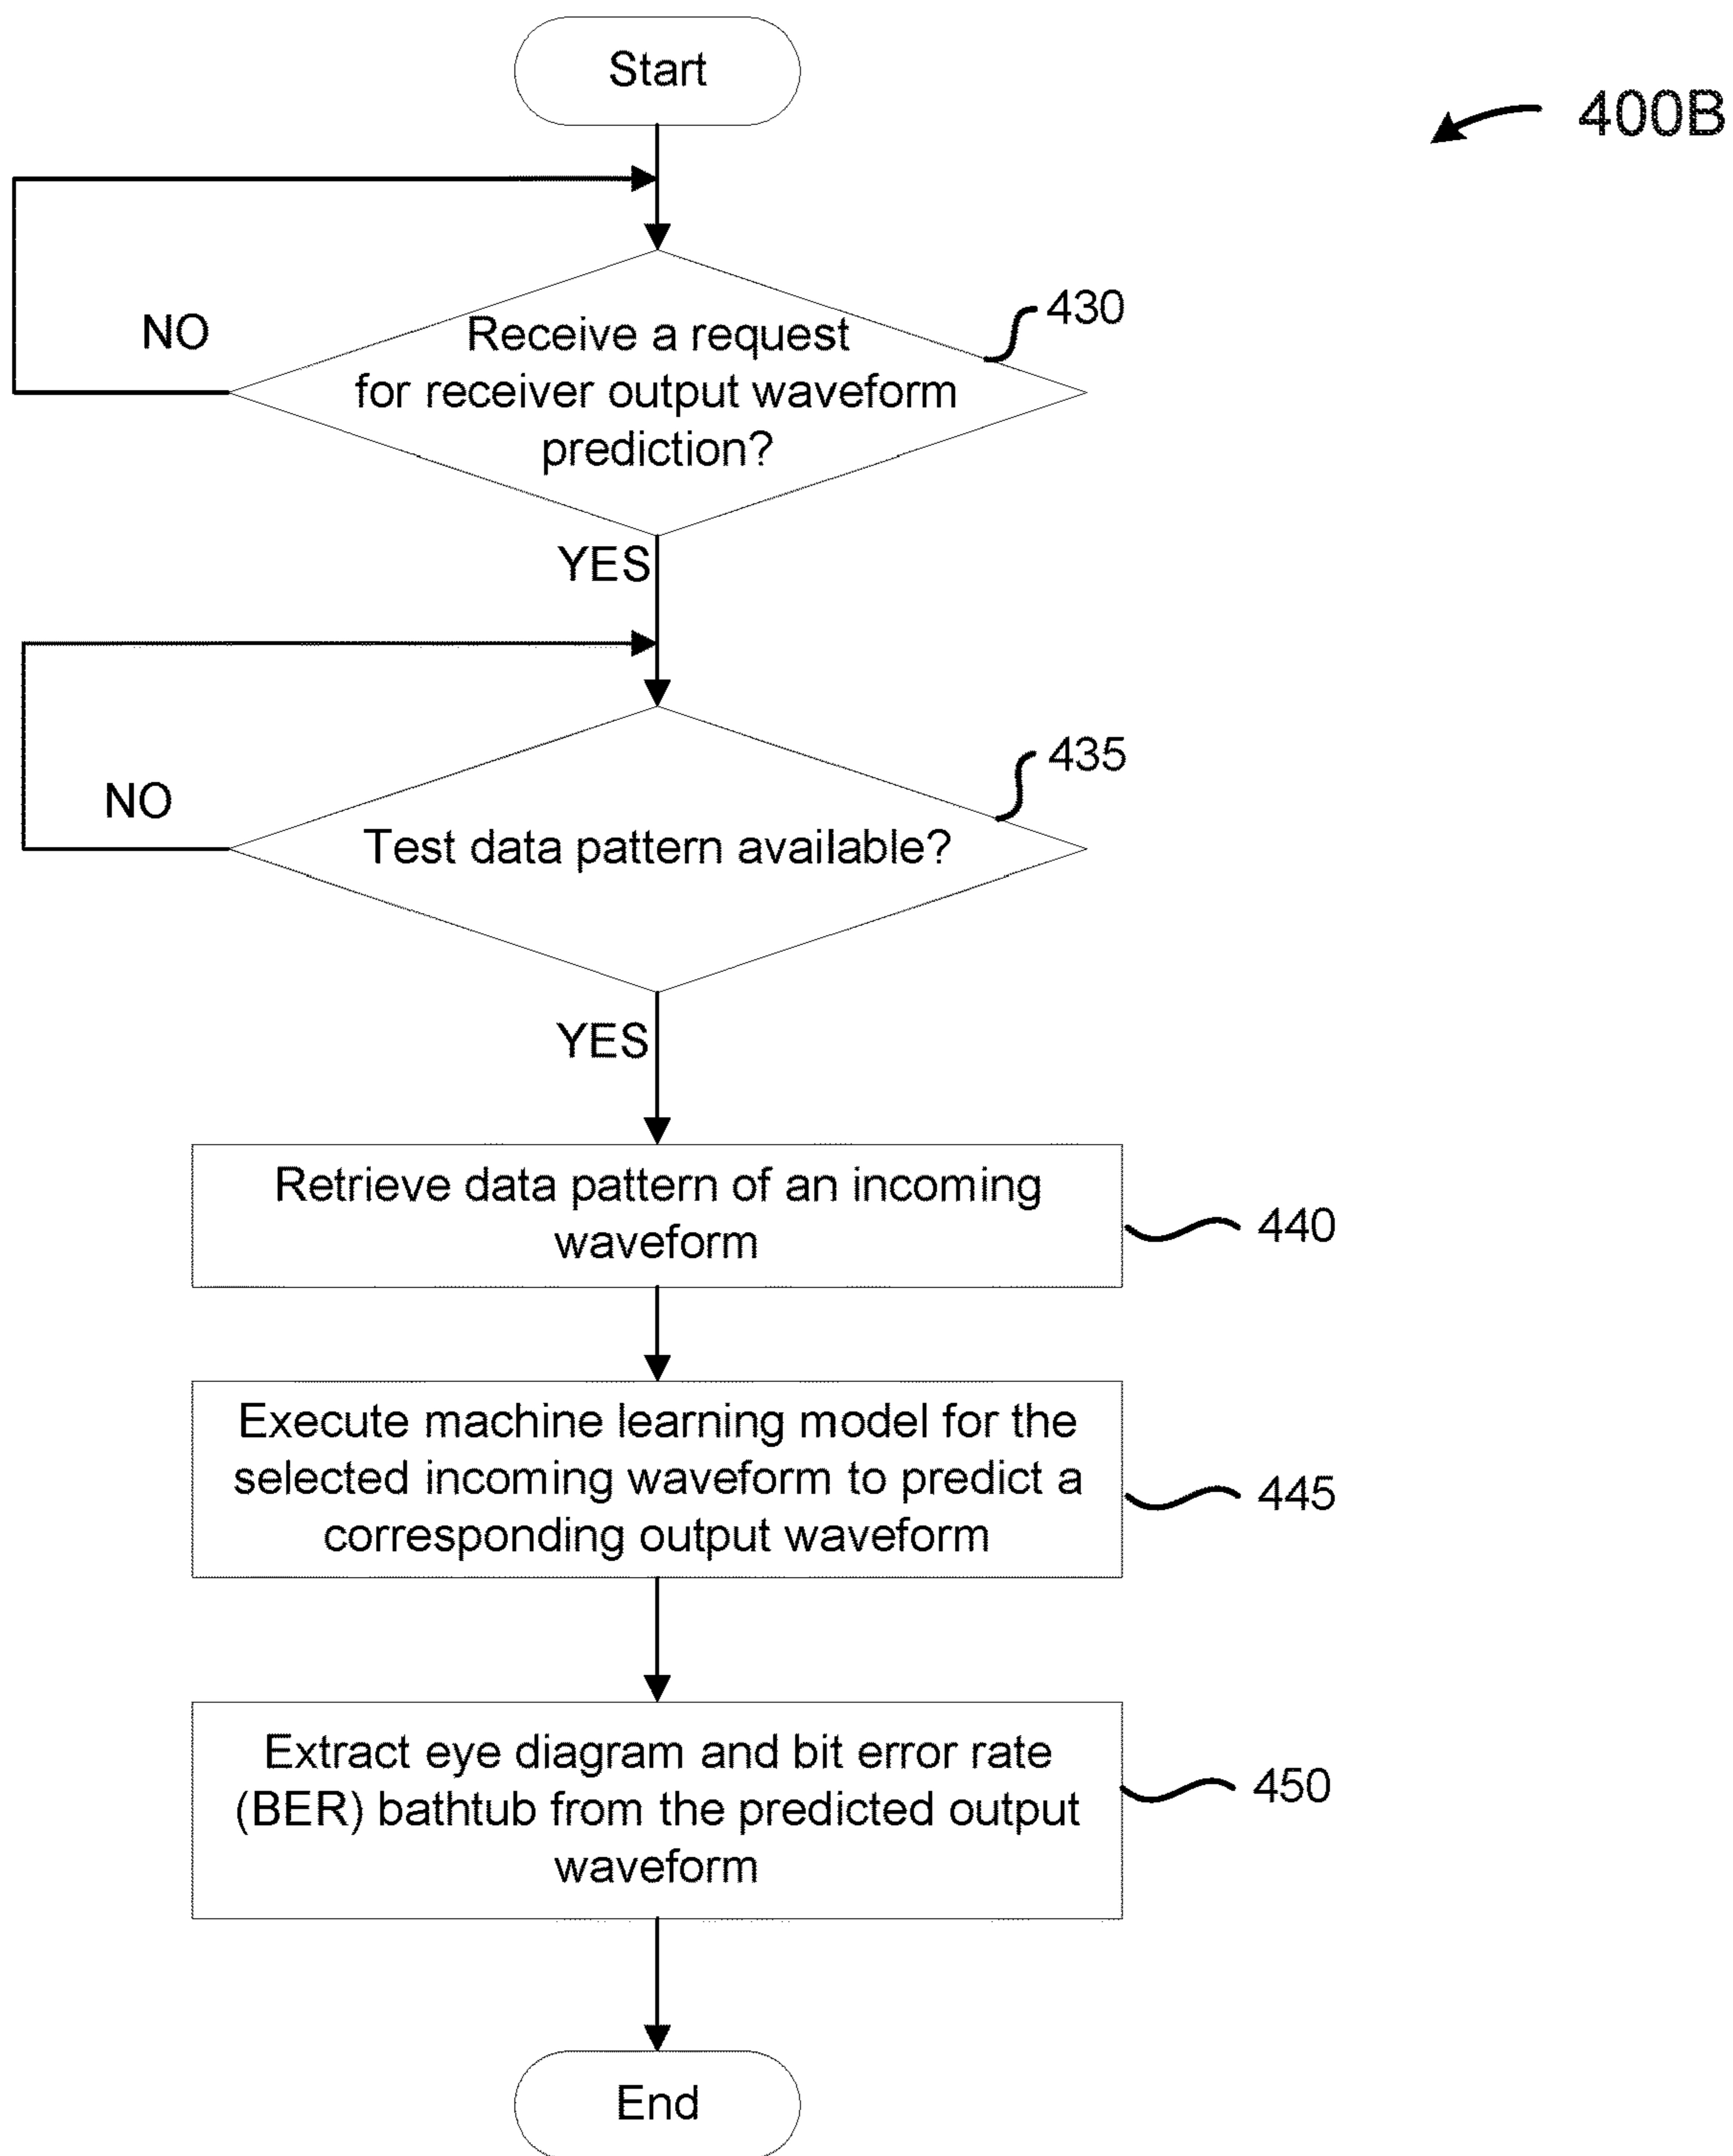 Start
400B
430
NO
Receive a request
for receiver output waveform
prediction?
YES
435
NO
Test data pattern available?
YES
Retrieve data pattern of an incoming
waveform
440
Execute machine learning model for the
selected incoming waveform to predict a
corresponding output waveform
445
Extract eye diagram and bit error rate
(BER) bathtub from the predicted output
waveform
450
End